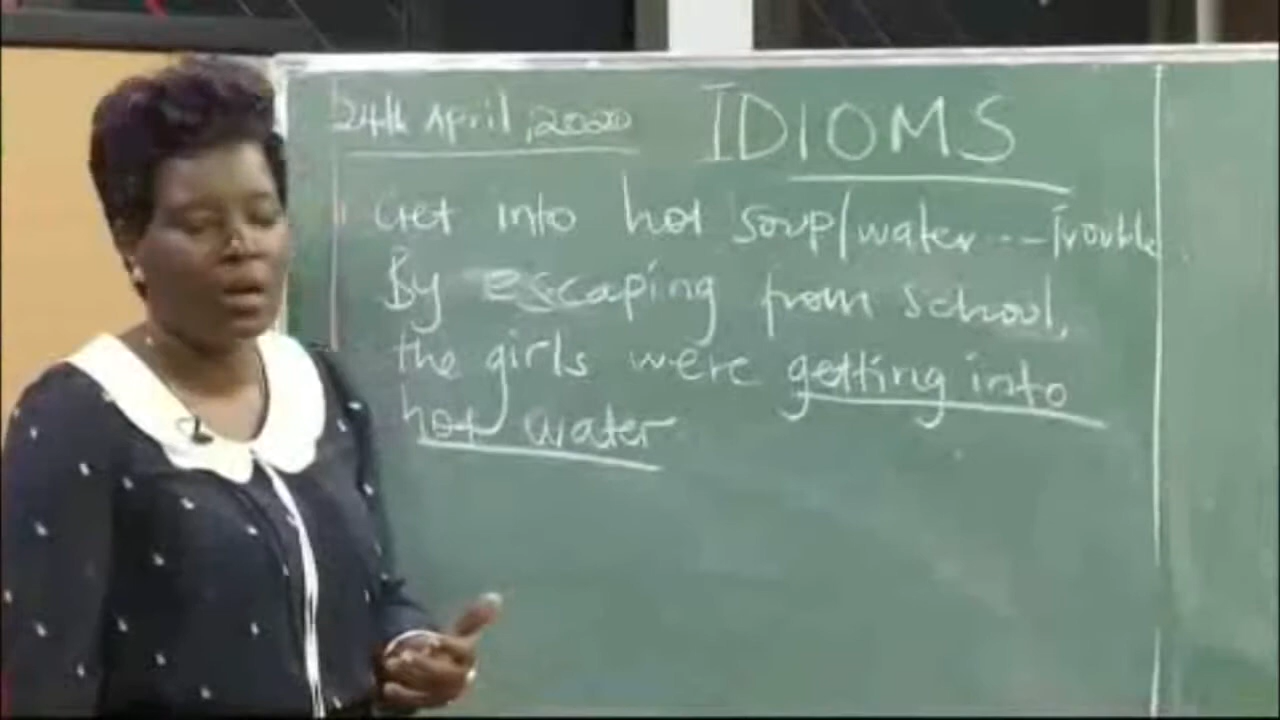 24th April, 2020
IDIOMS
Get into hot soup/water --- Trouble
By escaping from school,
the girls were getting into
hot water